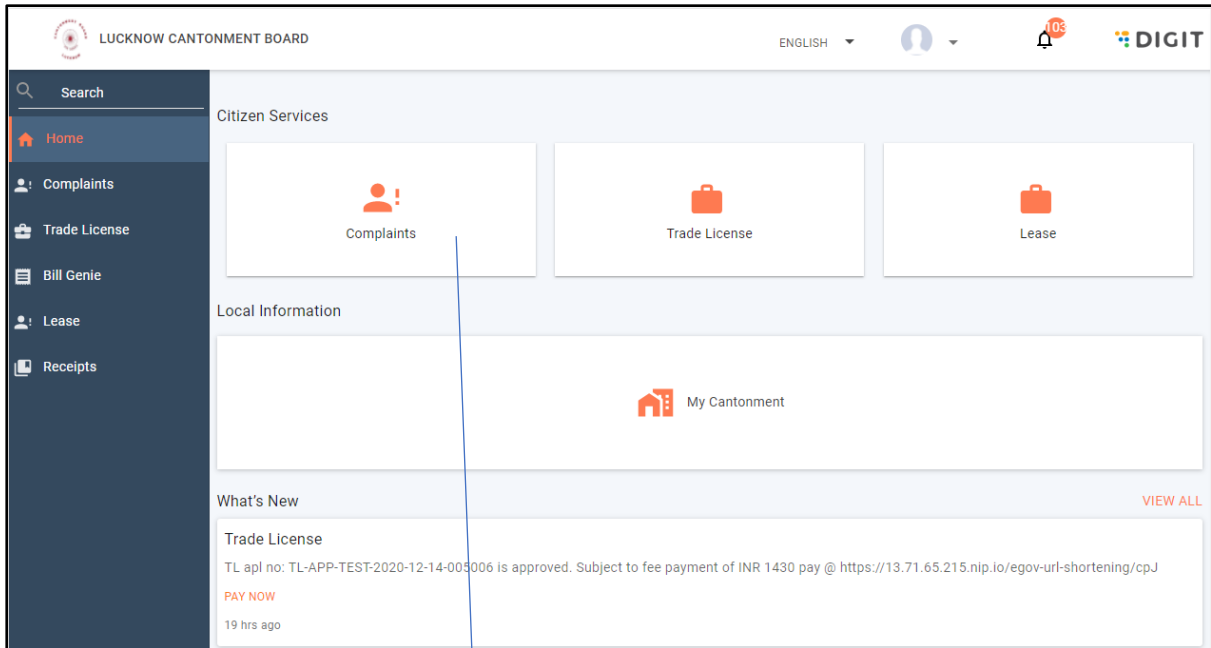 LUCKNOW CANTONMENT BOARD
ENGLISH
103
DIGIT
Search
Home
Complaints
Trade License
Bill Genie
Lease
Receipts
Citizen Services
Complaints
Trade License
Lease
Local Information
My Cantonment
What's New
VIEW ALL
Trade License
TL apl no: TL-APP-TEST-2020-12-14-005006 is approved. Subject to fee payment of INR 1430 pay @ https://13.71.65.215.nip.io/egov-url-shortening/cpJ
PAY NOW
19 hrs ago